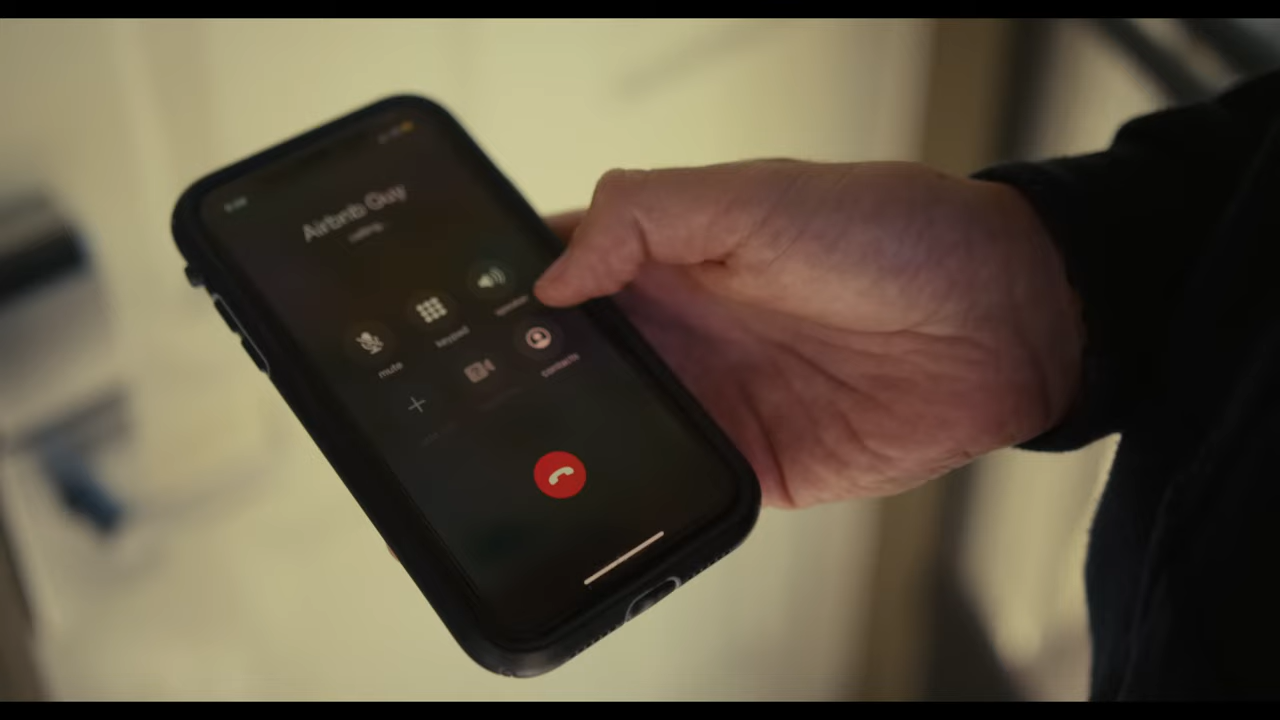 Airbnb Guy
calling...
mute
keypad
speaker
contacts